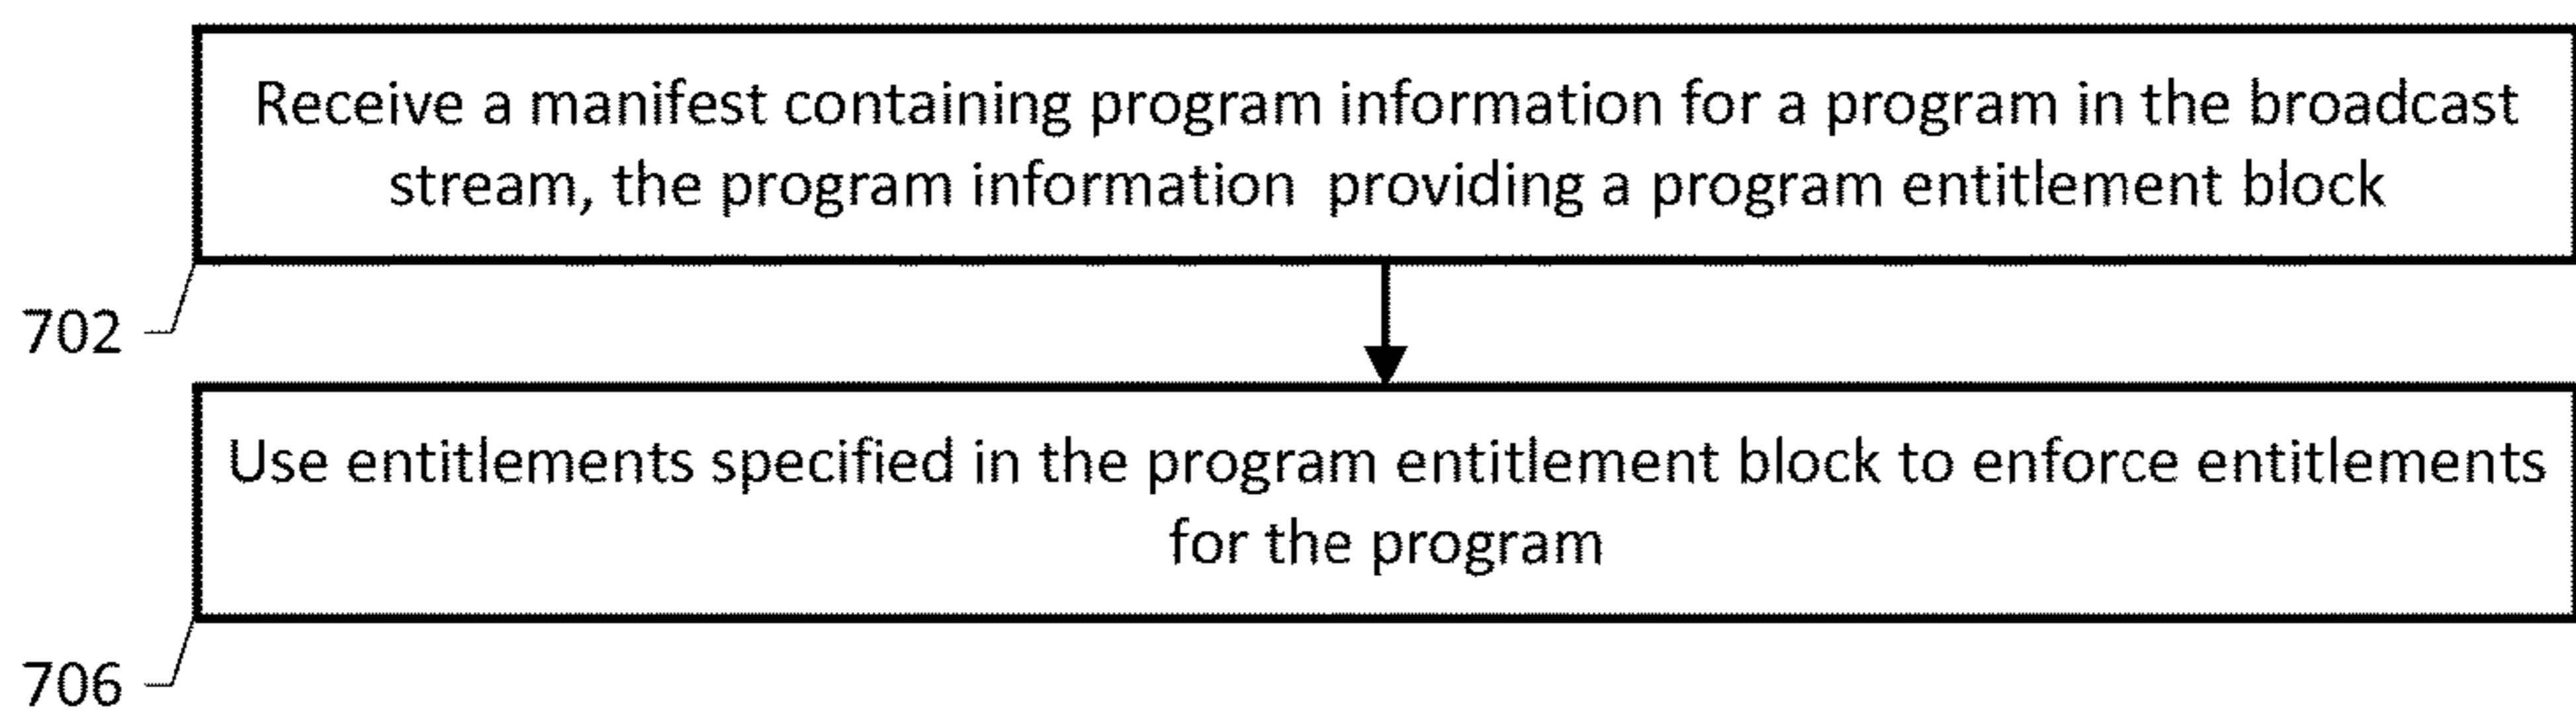 Receive a manifest containing program information for a program in the broadcast
stream, the program information  providing a program entitlement block
702
Use entitlements specified in the program entitlement block to enforce entitlements
for the program
706